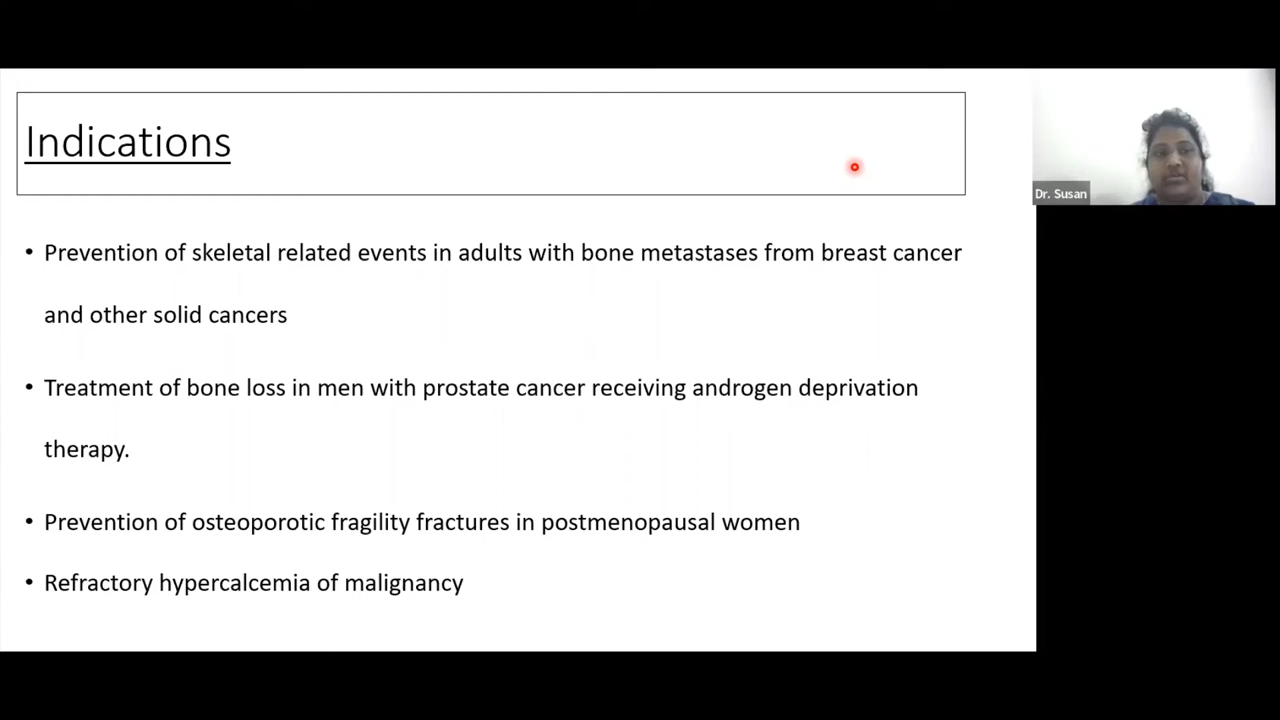 Indications
Dr. Susan
• Prevention of skeletal related events in adults with bone metastases from breast cancer
and other solid cancers
• Treatment of bone loss in men with prostate cancer receiving androgen deprivation
therapy.
• Prevention of osteoporotic fragility fractures in postmenopausal women
• Refractory hypercalcemia of malignancy